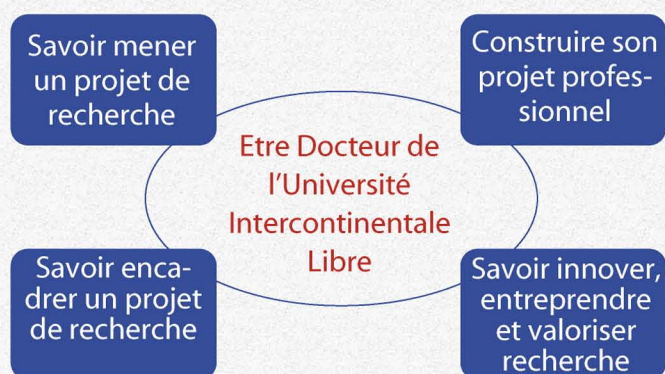 Savoir mener
un projet de
recherche
Construire son
projet profes-
sionnel
Etre Docteur de
l'Université
Intercontinentale
Libre
Savoir enca-
drer un projet
de recherche
Savoir innover,
entreprendre
et valoriser
recherche